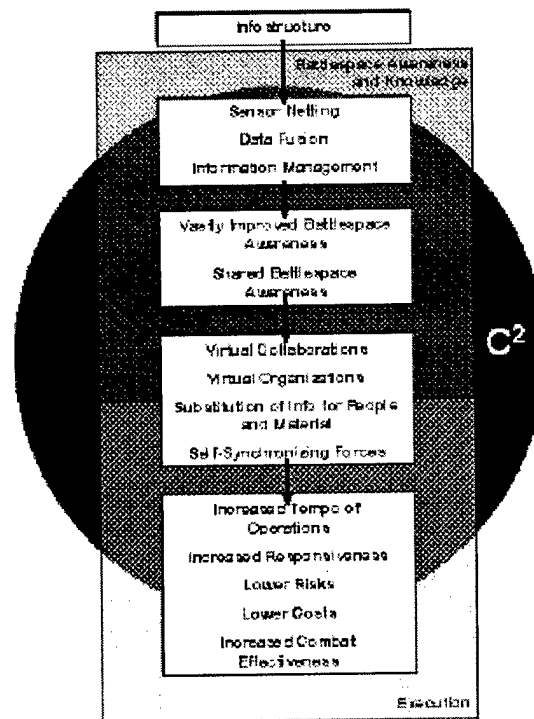 Infostructure
Battlespace Awareness
and Knowledge
Sensor Netting
Data Fusion
Information Management
Vastly Improved Battlespace
Awareness
Shared Battlespace
Awareness
C²
Virtual Collaborations
Virtual Organizations
Substitution of Info for People
and Material
Self-Synchronizing Forces
Increased Tempo of
Operations
Increased Responsiveness
Lower Risks
Lower Costs
Increased Combat
Effectiveness
Execution